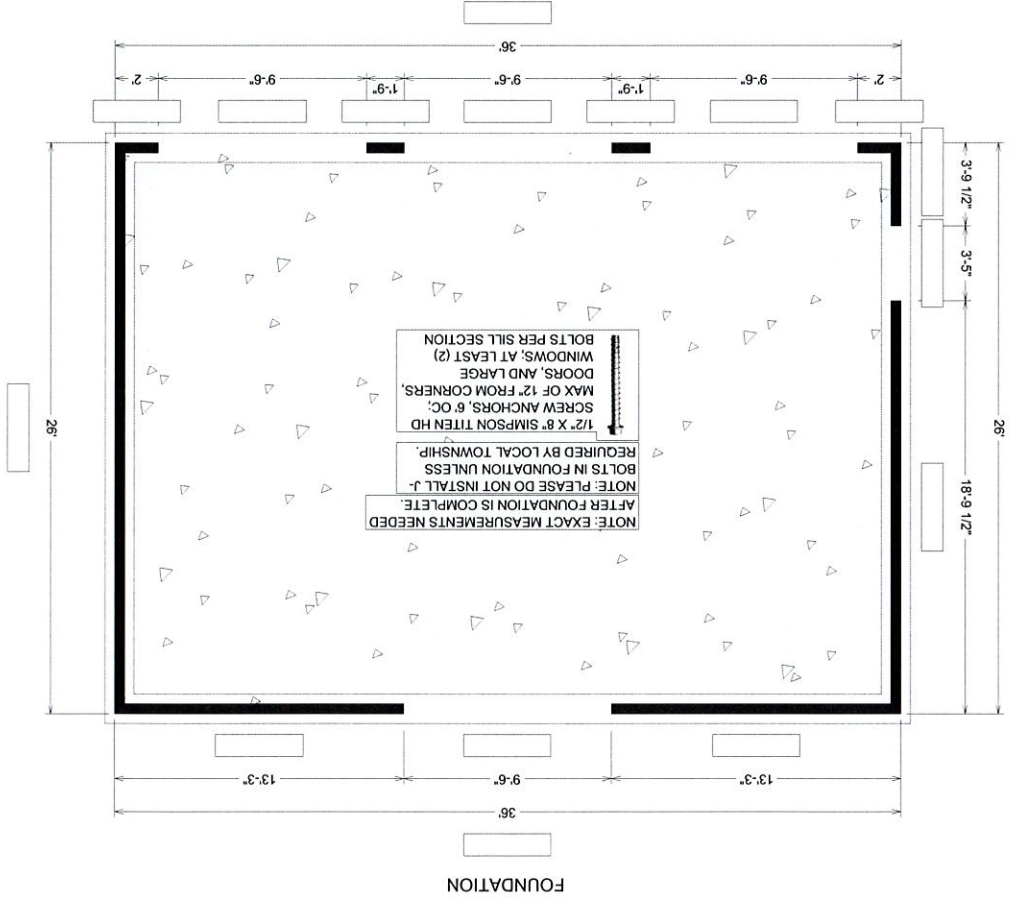 FOUNDATION
36'
13'-3"
9'-6"
13'-3"
26'
18'-9 1/2"
3'-5"
3'-9 1/2"
NOTE: EXACT MEASUREMENTS NEEDED
AFTER FOUNDATION IS COMPLETE.
NOTE: PLEASE DO NOT INSTALL J-
BOLTS IN FOUNDATION UNLESS
REQUIRED BY LOCAL TOWNSHIP.
1/2" X 8" SIMPSON TITEN HD
SCREW ANCHORS, 6' OC;
MAX OF 12" FROM CORNERS,
DOORS, AND LARGE
WINDOWS; AT LEAST (2)
BOLTS PER SILL SECTION
26'
2'
9'-6"
1'-9"
9'-6"
1'-9"
9'-6"
2'
36'